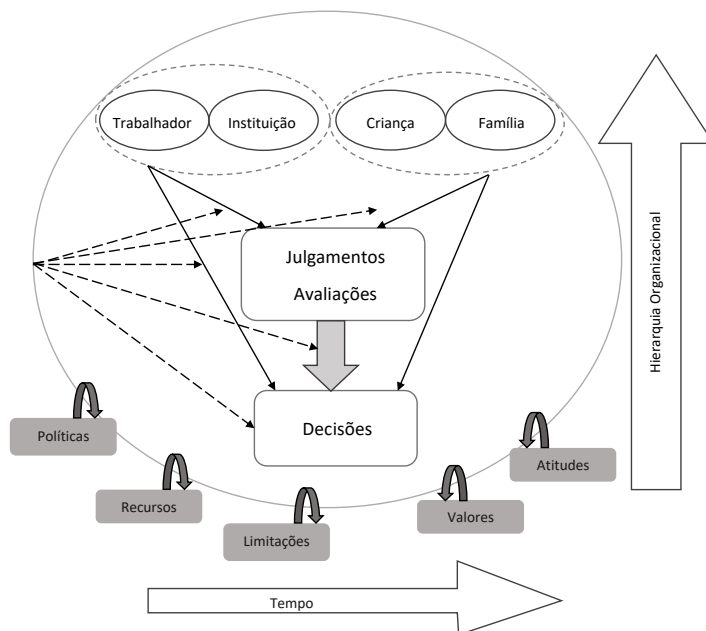 Trabalhador
Instituição
Criança
Família
Julgamentos
Avaliações
Decisões
Hierarquia Organizacional
Políticas
Recursos
Limitações
Valores
Atitudes
Tempo